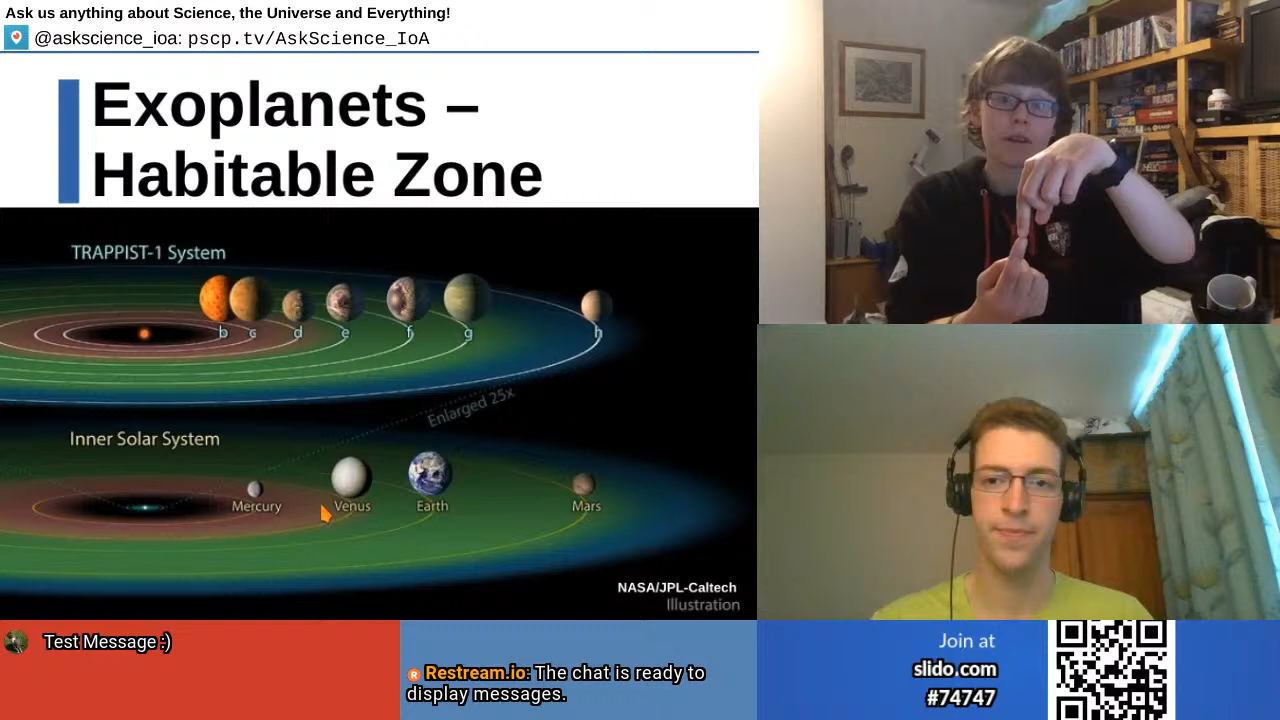 Ask us anything about Science, the Universe and Everything!
@askscience_ioa: pscp.tv/AskScience_IoA
Exoplanets –
Habitable Zone
TRAPPIST-1 System
b c d e f g h
Enlarged 25x
Inner Solar System
Mercury Venus Earth Mars
NASA/JPL-Caltech
Illustration
Test Message :)
Restream.io: The chat is ready to
display messages.
Join at
slido.com
#74747